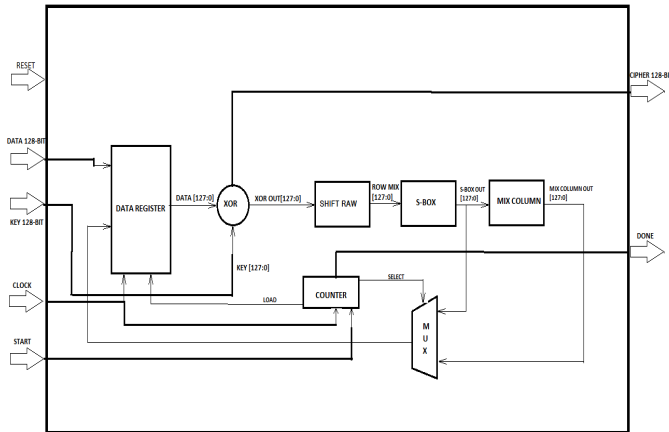 RESET
CIPHER 128-BI
DATA 128-BIT
KEY 128-BIT
DATA REGISTER
DATA [127:0]
XOR
XOR OUT[127:0]
SHIFT RAW
ROW MIX
[127:0]
S-BOX
S-BOX OUT
[127:0]
MIX COLUMN
MIX COLUMN OUT
[127:0]
DONE
KEY [127:0]
CLOCK
LOAD
COUNTER
SELECT
START
M
U
X